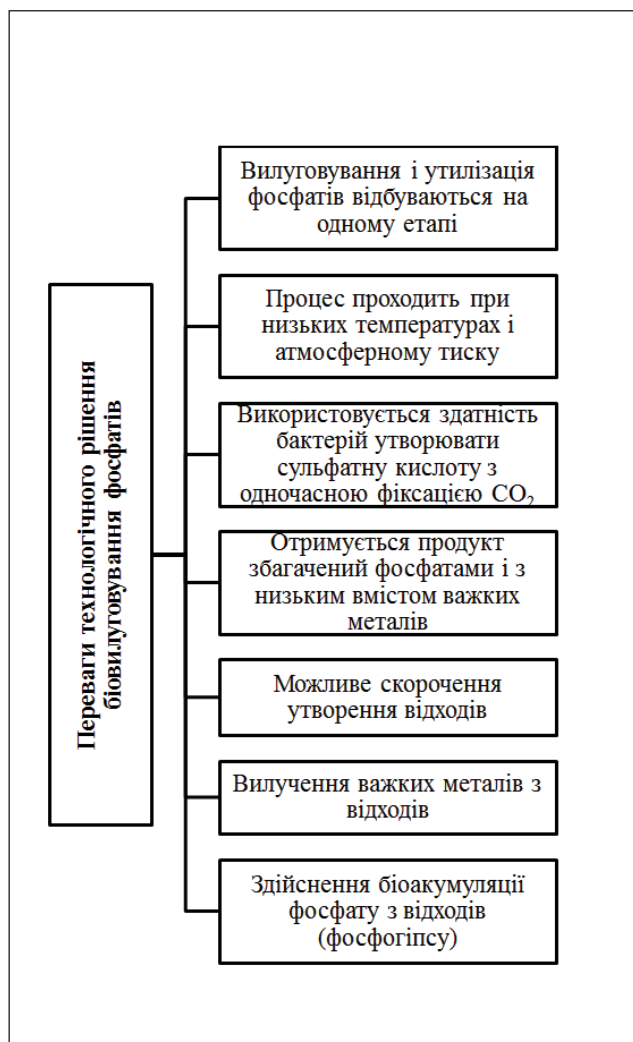 Переваги технологічного рішення
біовилуговування фосфатів
Вилуговування і утилізація
фосфатів відбуваються на
одному етапі
Процес проходить при
низьких температурах і
атмосферному тиску
Використовується здатність
бактерій утворювати
сульфатну кислоту з
одночасною фіксацією CO₂
Отримується продукт
збагачений фосфатами і з
низьким вмістом важких
металів
Можливе скорочення
утворення відходів
Вилучення важких металів з
відходів
Здійснення біоакумуляції
фосфату з відходів
(фосфогіпсу)